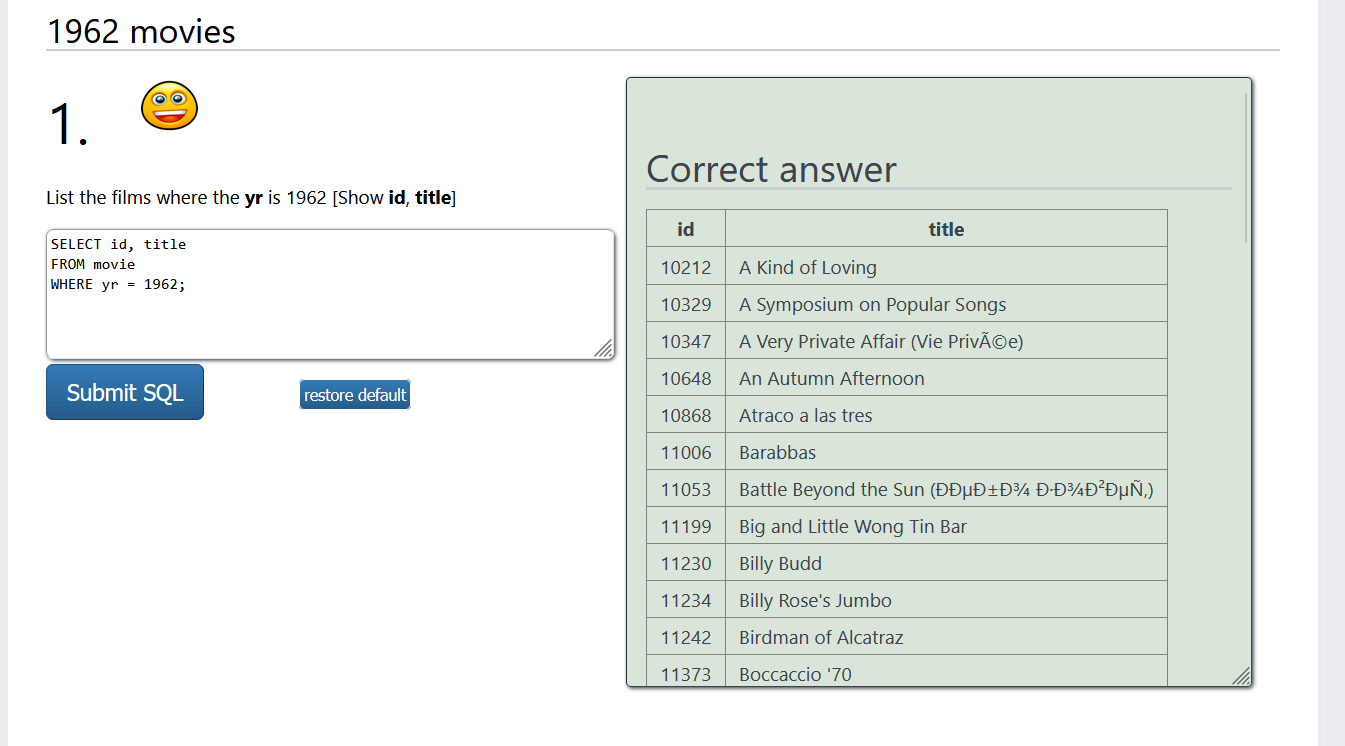 1962 movies
1.
List the films where the yr is 1962 [Show id, title]
SELECT id, title
FROM movie
WHERE yr = 1962;
Submit SQL
restore default
Correct answer
id title
10212 A Kind of Loving
10329 A Symposium on Popular Songs
10347 A Very Private Affair (Vie PrivÃ©e)
10648 An Autumn Afternoon
10868 Atraco a las tres
11006 Barabbas
11053 Battle Beyond the Sun (ÐÐµÐ±Ð¾ Ð·Ð¾Ð²ÐµÑ‚)
11199 Big and Little Wong Tin Bar
11230 Billy Budd
11234 Billy Rose's Jumbo
11242 Birdman of Alcatraz
11373 Boccaccio '70